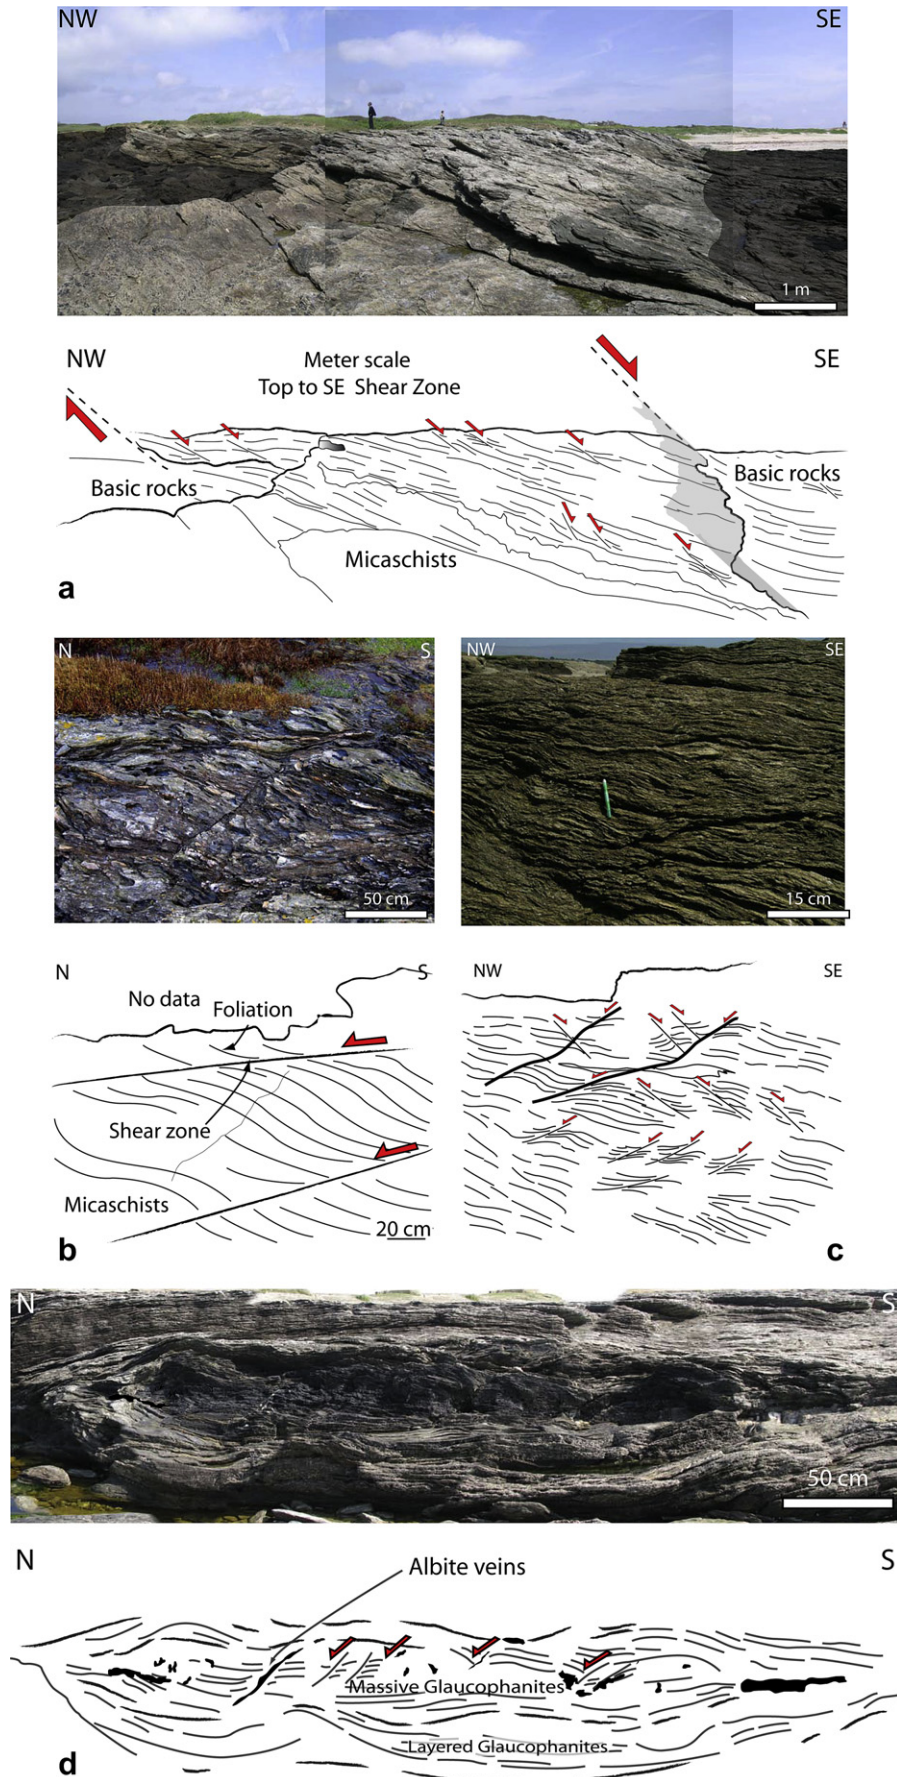 NW
SE
1 m
NW
Meter scale
Top to SE Shear Zone
SE
Basic rocks
Basic rocks
Micaschists
a
N
S
50 cm
NW
SE
15 cm
N
S
No data
Foliation
Shear zone
Micaschists
20 cm
b
NW
SE
c
N
S
50 cm
N
S
Albite veins
Massive Glaucophanites
Layered Glaucophanites
d